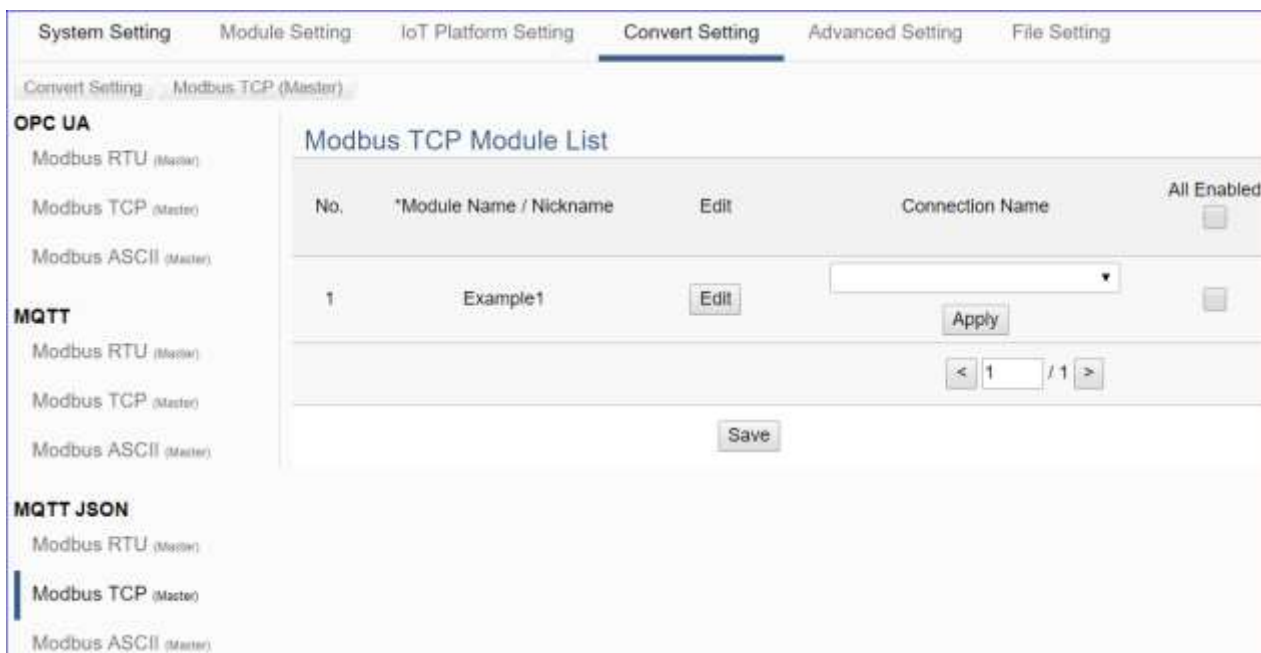 System Setting Module Setting IoT Platform Setting Convert Setting Advanced Setting File Setting
Convert Setting Modbus TCP (Master)
OPC UA
Modbus RTU (Master)
Modbus TCP (Master)
Modbus ASCII (Master)
MQTT
Modbus RTU (Master)
Modbus TCP (Master)
Modbus ASCII (Master)
MQTT JSON
Modbus RTU (Master)
Modbus TCP (Master)
Modbus ASCII (Master)
Modbus TCP Module List
No. *Module Name / Nickname Edit Connection Name All Enabled
1 Example1 Edit
Apply
< 1 / 1 >
Save